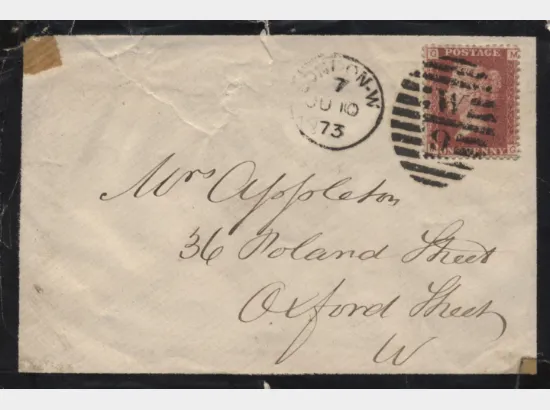 LONDON-W
7
JU 10
73
POSTAGE
G M
W
ONE PENNY
G
Mrs Appleton
36 Poland Street
Oxford Street
W